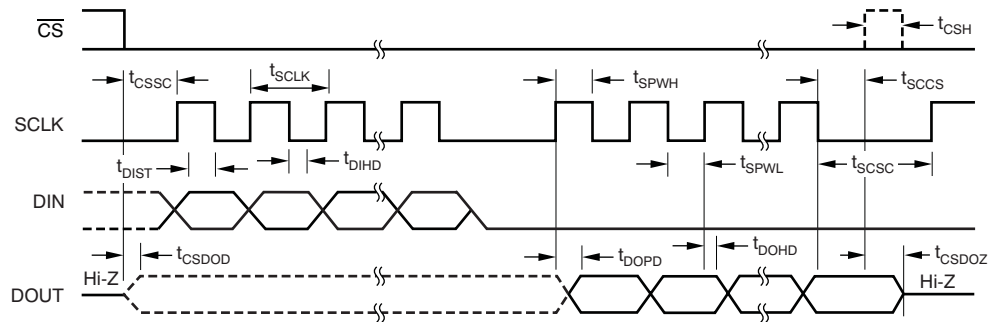 CS
tCSH
tCSSC
tSCLK
tSPWH
tSCCS
SCLK
tDIST
tDIHD
tSPWL
tSCSC
DIN
Hi-Z
tCSDOD
tDOPD
tDOHD
tCSDOZ
Hi-Z
DOUT